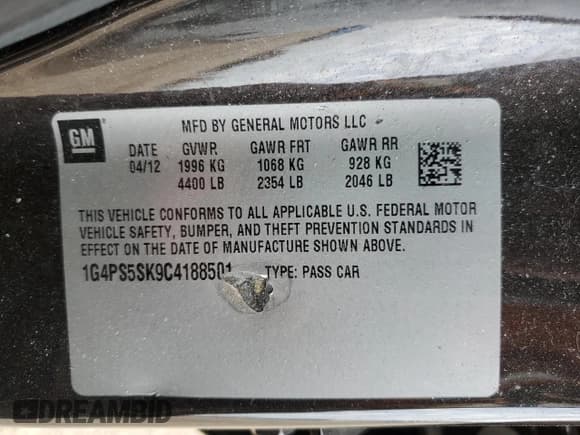 GM
MFD BY GENERAL MOTORS LLC
DATE GVWR GAWR FRT GAWR RR
04/12 1996 KG 1068 KG 928 KG
4400 LB 2354 LB 2046 LB
THIS VEHICLE CONFORMS TO ALL APPLICABLE U.S. FEDERAL MOTOR
VEHICLE SAFETY, BUMPER, AND THEFT PREVENTION STANDARDS IN
EFFECT ON THE DATE OF MANUFACTURE SHOWN ABOVE.
1G4PS5SK9C4188501 TYPE: PASS CAR
DREAMBID